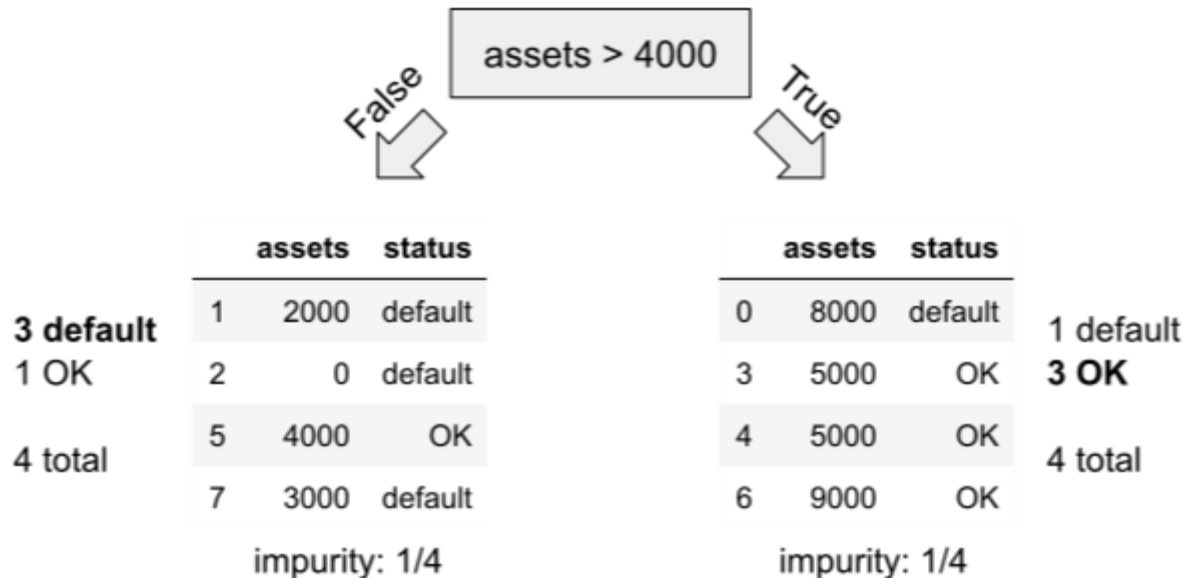 assets > 4000
False
True
assets status
1 2000 default
2 0 default
5 4000 OK
7 3000 default
3 default
1 OK
4 total
impurity: 1/4
assets status
0 8000 default
3 5000 OK
4 5000 OK
6 9000 OK
1 default
3 OK
4 total
impurity: 1/4